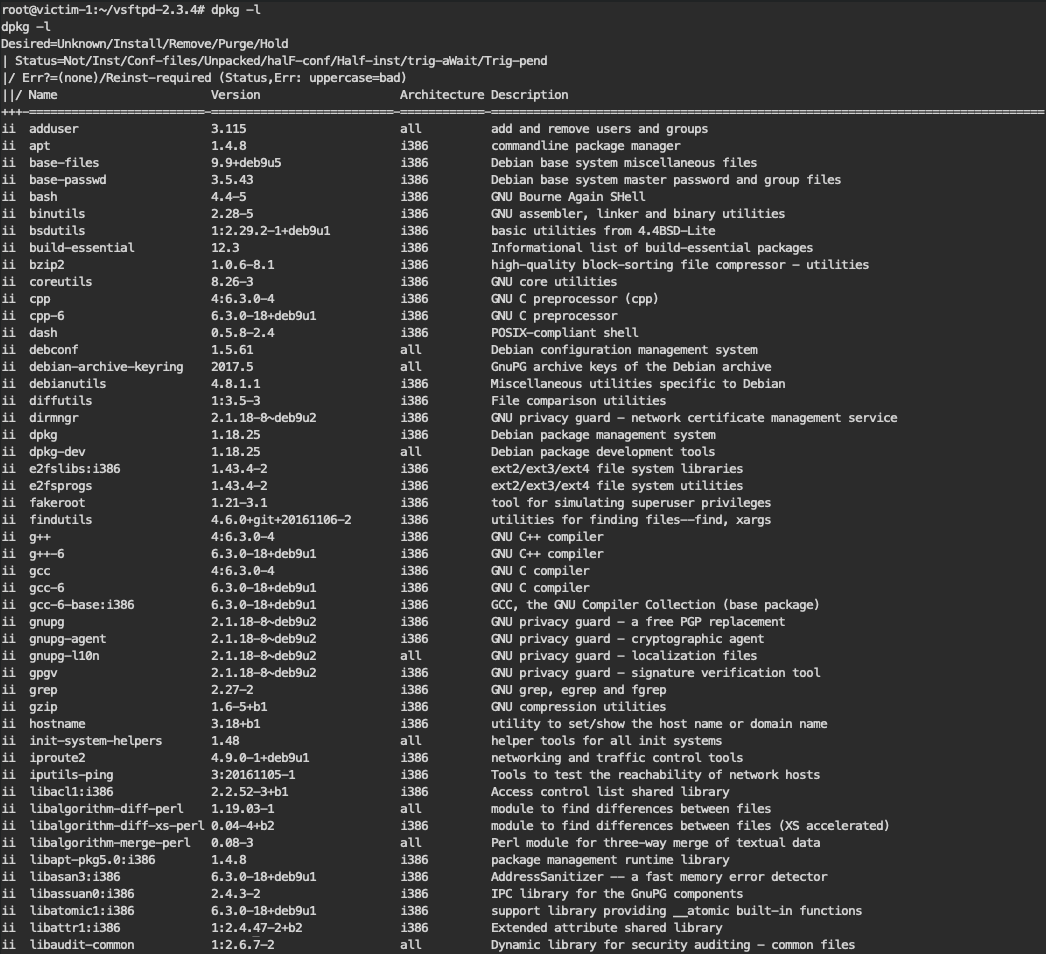 root@victim-1:~/vsftpd-2.3.4# dpkg -l
dpkg -l
Desired=Unknown/Install/Remove/Purge/Hold
| Status=Not/Inst/Conf-files/Unpacked/halF-conf/Half-inst/trig-aWait/Trig-pend
|/ Err?=(none)/Reinst-required (Status,Err: uppercase=bad)
||/ Name Version Architecture Description
+++-=========================-==========================-============-===============================================================================
ii adduser 3.115 all add and remove users and groups
ii apt 1.4.8 i386 commandline package manager
ii base-files 9.9+deb9u5 i386 Debian base system miscellaneous files
ii base-passwd 3.5.43 i386 Debian base system master password and group files
ii bash 4.4-5 i386 GNU Bourne Again SHell
ii binutils 2.28-5 i386 GNU assembler, linker and binary utilities
ii bsdutils 1:2.29.2-1+deb9u1 i386 basic utilities from 4.4BSD-Lite
ii build-essential 12.3 i386 Informational list of build-essential packages
ii bzip2 1.0.6-8.1 i386 high-quality block-sorting file compressor - utilities
ii coreutils 8.26-3 i386 GNU core utilities
ii cpp 4:6.3.0-4 i386 GNU C preprocessor (cpp)
ii cpp-6 6.3.0-18+deb9u1 i386 GNU C preprocessor
ii dash 0.5.8-2.4 i386 POSIX-compliant shell
ii debconf 1.5.61 all Debian configuration management system
ii debian-archive-keyring 2017.5 all GnuPG archive keys of the Debian archive
ii debianutils 4.8.1.1 i386 Miscellaneous utilities specific to Debian
ii diffutils 1:3.5-3 i386 File comparison utilities
ii dirmngr 2.1.18-8~deb9u2 i386 GNU privacy guard - network certificate management service
ii dpkg 1.18.25 i386 Debian package management system
ii dpkg-dev 1.18.25 all Debian package development tools
ii e2fslibs:i386 1.43.4-2 i386 ext2/ext3/ext4 file system libraries
ii e2fsprogs 1.43.4-2 i386 ext2/ext3/ext4 file system utilities
ii fakeroot 1.21-3.1 i386 tool for simulating superuser privileges
ii findutils 4.6.0+git+20161106-2 i386 utilities for finding files--find, xargs
ii g++ 4:6.3.0-4 i386 GNU C++ compiler
ii g++-6 6.3.0-18+deb9u1 i386 GNU C++ compiler
ii gcc 4:6.3.0-4 i386 GNU C compiler
ii gcc-6 6.3.0-18+deb9u1 i386 GNU C compiler
ii gcc-6-base:i386 6.3.0-18+deb9u1 i386 GCC, the GNU Compiler Collection (base package)
ii gnupg 2.1.18-8~deb9u2 i386 GNU privacy guard - a free PGP replacement
ii gnupg-agent 2.1.18-8~deb9u2 i386 GNU privacy guard - cryptographic agent
ii gnupg-l10n 2.1.18-8~deb9u2 all GNU privacy guard - localization files
ii gpgv 2.1.18-8~deb9u2 i386 GNU privacy guard - signature verification tool
ii grep 2.27-2 i386 GNU grep, egrep and fgrep
ii gzip 1.6-5+b1 i386 GNU compression utilities
ii hostname 3.18+b1 i386 utility to set/show the host name or domain name
ii init-system-helpers 1.48 all helper tools for all init systems
ii iproute2 4.9.0-1+deb9u1 i386 networking and traffic control tools
ii iputils-ping 3:20161105-1 i386 Tools to test the reachability of network hosts
ii libacl1:i386 2.2.52-3+b1 i386 Access control list shared library
ii libalgorithm-diff-perl 1.19.03-1 all module to find differences between files
ii libalgorithm-diff-xs-perl 0.04-4+b2 i386 module to find differences between files (XS accelerated)
ii libalgorithm-merge-perl 0.08-3 all Perl module for three-way merge of textual data
ii libapt-pkg5.0:i386 1.4.8 i386 package management runtime library
ii libasan3:i386 6.3.0-18+deb9u1 i386 AddressSanitizer -- a fast memory error detector
ii libassuan0:i386 2.4.3-2 i386 IPC library for the GnuPG components
ii libatomic1:i386 6.3.0-18+deb9u1 i386 support library providing __atomic built-in functions
ii libattr1:i386 1:2.4.47-2+b2 i386 Extended attribute shared library
ii libaudit-common 1:2.6.7-2 all Dynamic library for security auditing - common files